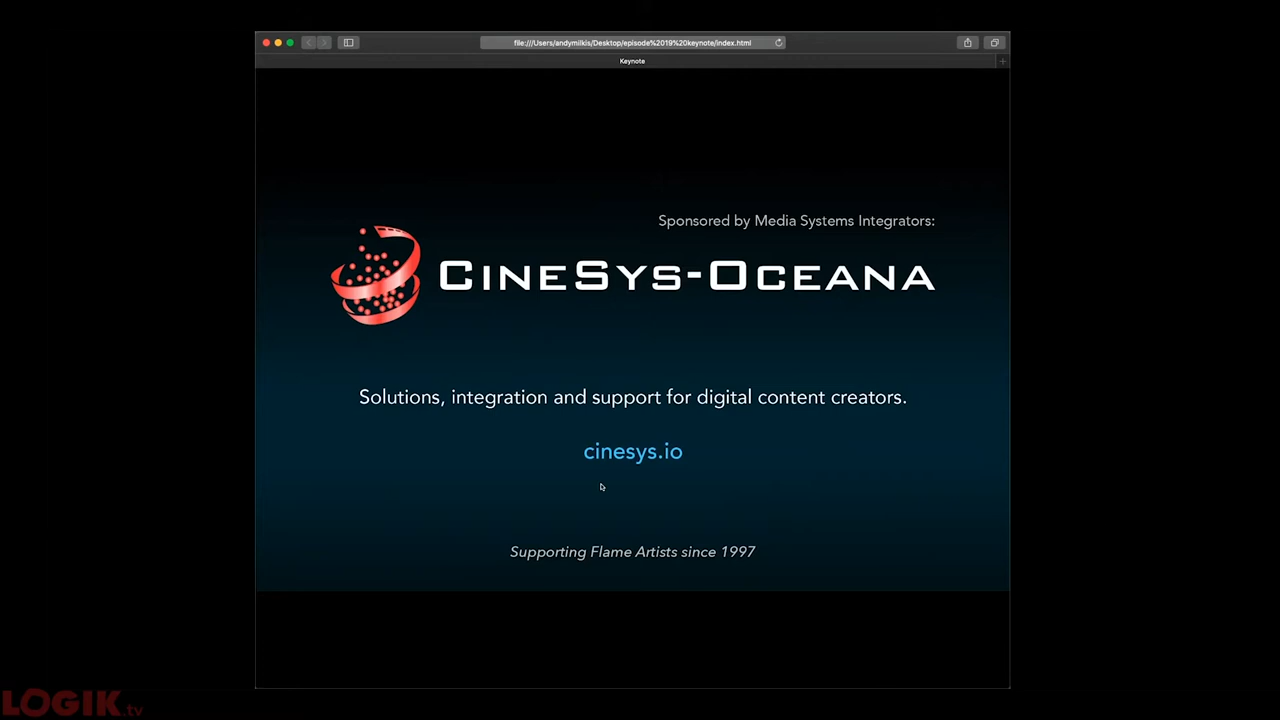 file:///Users/andymilkis/Desktop/episode%2019%20keynote/index.html
Keynote
Sponsored by Media Systems Integrators:
CINESYS-OCEANA
Solutions, integration and support for digital content creators.
cinesys.io
Supporting Flame Artists since 1997
LOGIK.tv